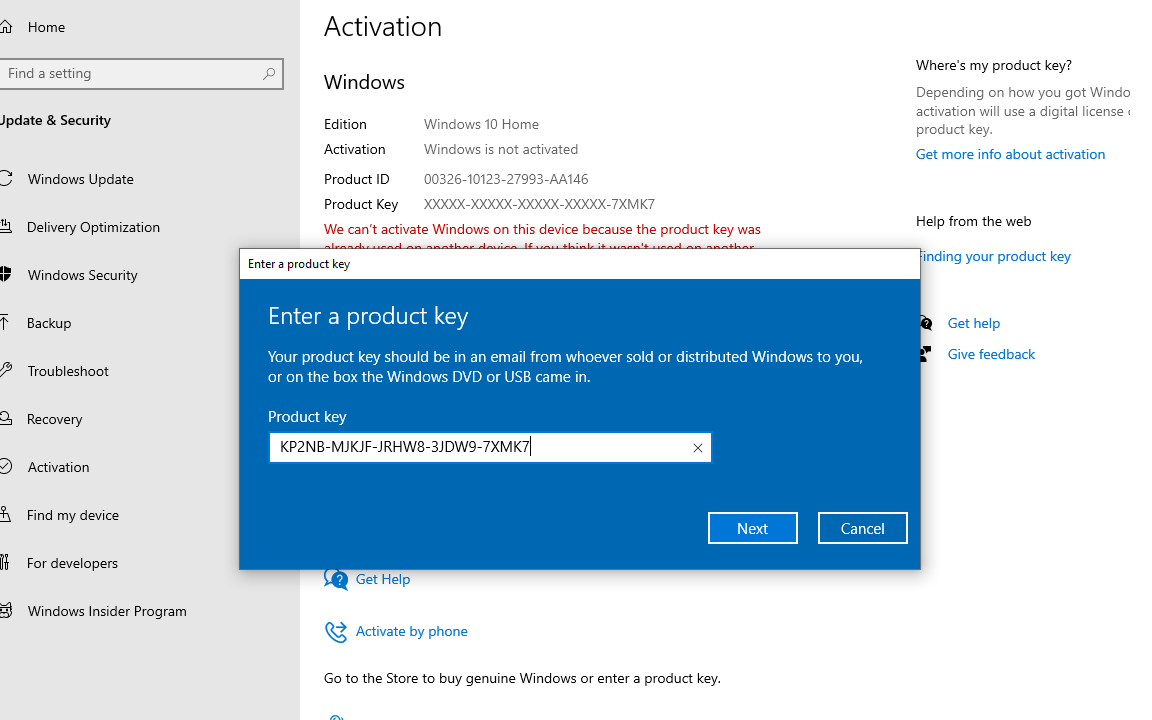 Home
Find a setting
Update & Security
Windows Update
Delivery Optimization
Windows Security
Backup
Troubleshoot
Recovery
Activation
Find my device
For developers
Windows Insider Program
Activation
Windows
Edition Windows 10 Home
Activation Windows is not activated
Product ID 00326-10123-27993-AA146
Product Key XXXXX-XXXXX-XXXXX-XXXXX-7XMK7
We can't activate Windows on this device because the product key was
already used on another device. If you think it wasn't used on another
Enter a product key
Enter a product key
Your product key should be in an email from whoever sold or distributed Windows to you,
or on the box the Windows DVD or USB came in.
Product key
KP2NB-MJKJF-JRHW8-3JDW9-7XMK7
Next Cancel
Get Help
Activate by phone
Go to the Store to buy genuine Windows or enter a product key.
Where's my product key?
Depending on how you got Windo
activation will use a digital license
product key.
Get more info about activation
Help from the web
Finding your product key
Get help
Give feedback